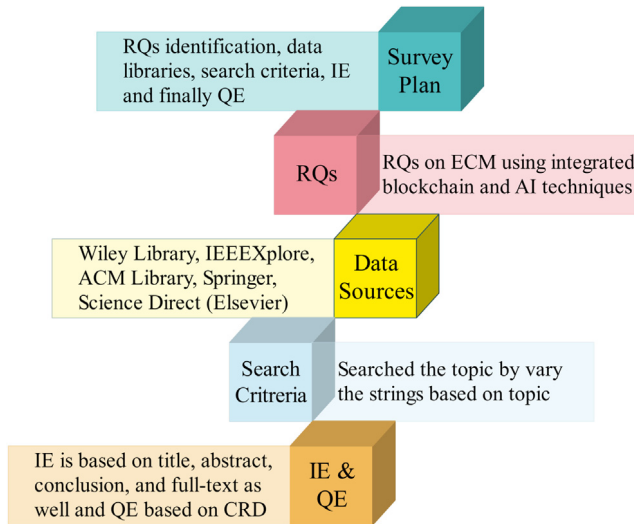 RQs identification, data
libraries, search criteria, IE
and finally QE
Survey
Plan
RQs
RQs on ECM using integrated
blockchain and AI techniques
Wiley Library, IEEEXplore,
ACM Library, Springer,
Science Direct (Elsevier)
Data
Sources
Search
Critreria
Searched the topic by vary
the strings based on topic
IE is based on title, abstract,
conclusion, and full-text as
well and QE based on CRD
IE &
QE